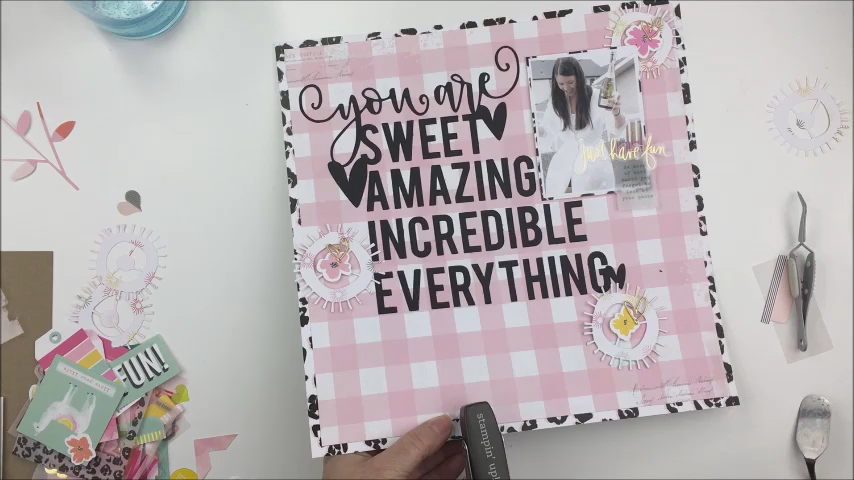 you are
SWEET
AMAZING
INCREDIBLE
EVERYTHING
just have fun
FUN!
stampin' up!